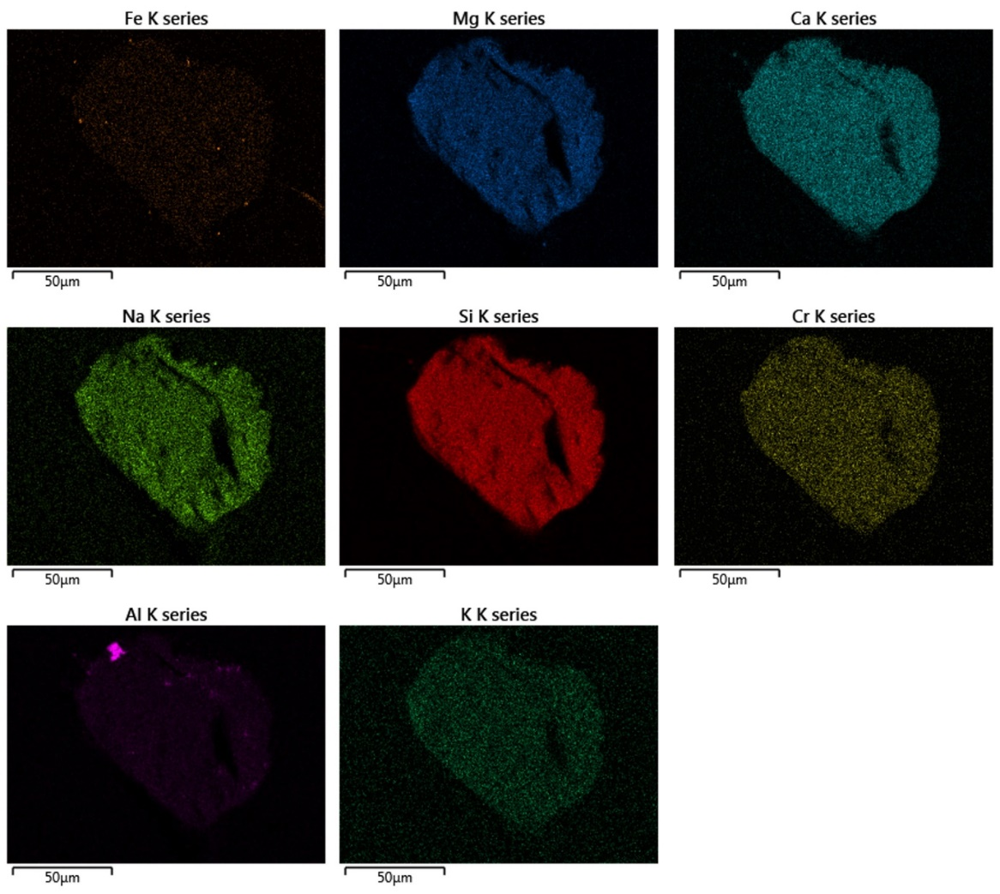 Fe K series
Mg K series
Ca K series
50μm
50μm
50μm
Na K series
Si K series
Cr K series
50μm
50μm
50μm
Al K series
K K series
50μm
50μm